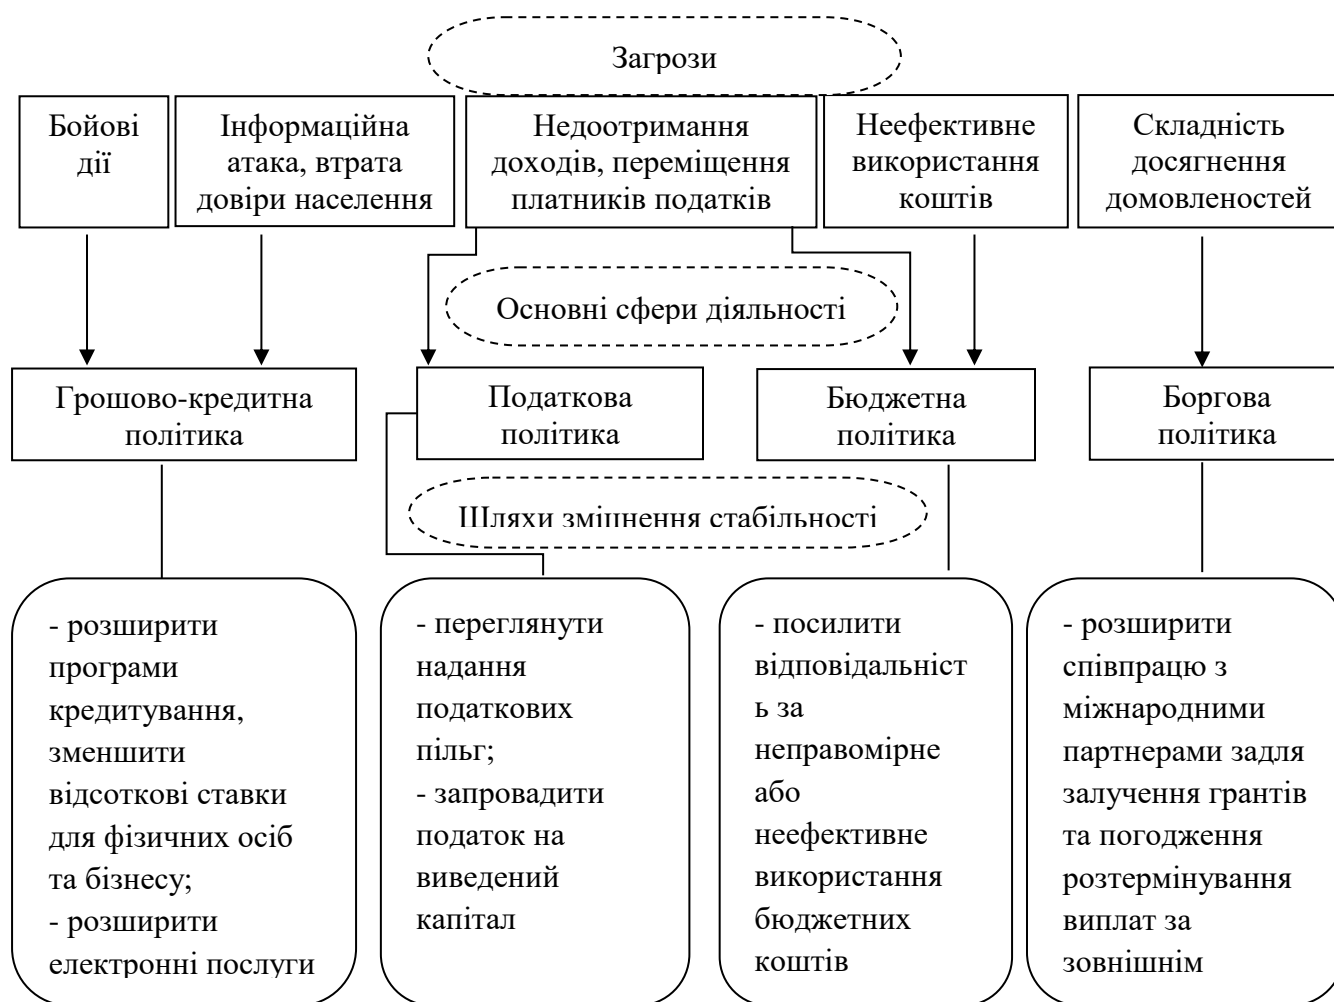 Загрози
Бойові
дії
Інформаційна
атака, втрата
довіри населення
Недоотримання
доходів, переміщення
платників податків
Неефективне
використання
коштів
Складність
досягнення
домовленостей
Основні сфери діяльності
Грошово-кредитна
політика
Податкова
політика
Бюджетна
політика
Боргова
політика
Шляхи зміцнення стабільності
- розширити
програми
кредитування,
зменшити
відсоткові ставки
для фізичних осіб
та бізнесу;
- розширити
електронні послуги
- переглянути
надання
податкових
пільг;
- запровадити
податок на
виведений
капітал
- посилити
відповідальніст
ь за
неправомірне
або
неефективне
використання
бюджетних
коштів
- розширити
співпрацю з
міжнародними
партнерами задля
залучення грантів
та погодження
розтермінування
виплат за
зовнішнім